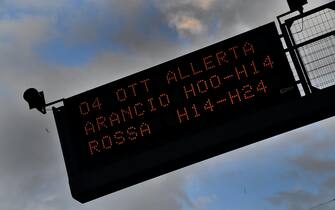 04 OTT ALLERTA
ARANCIO H00-H14
ROSSA H14-H24